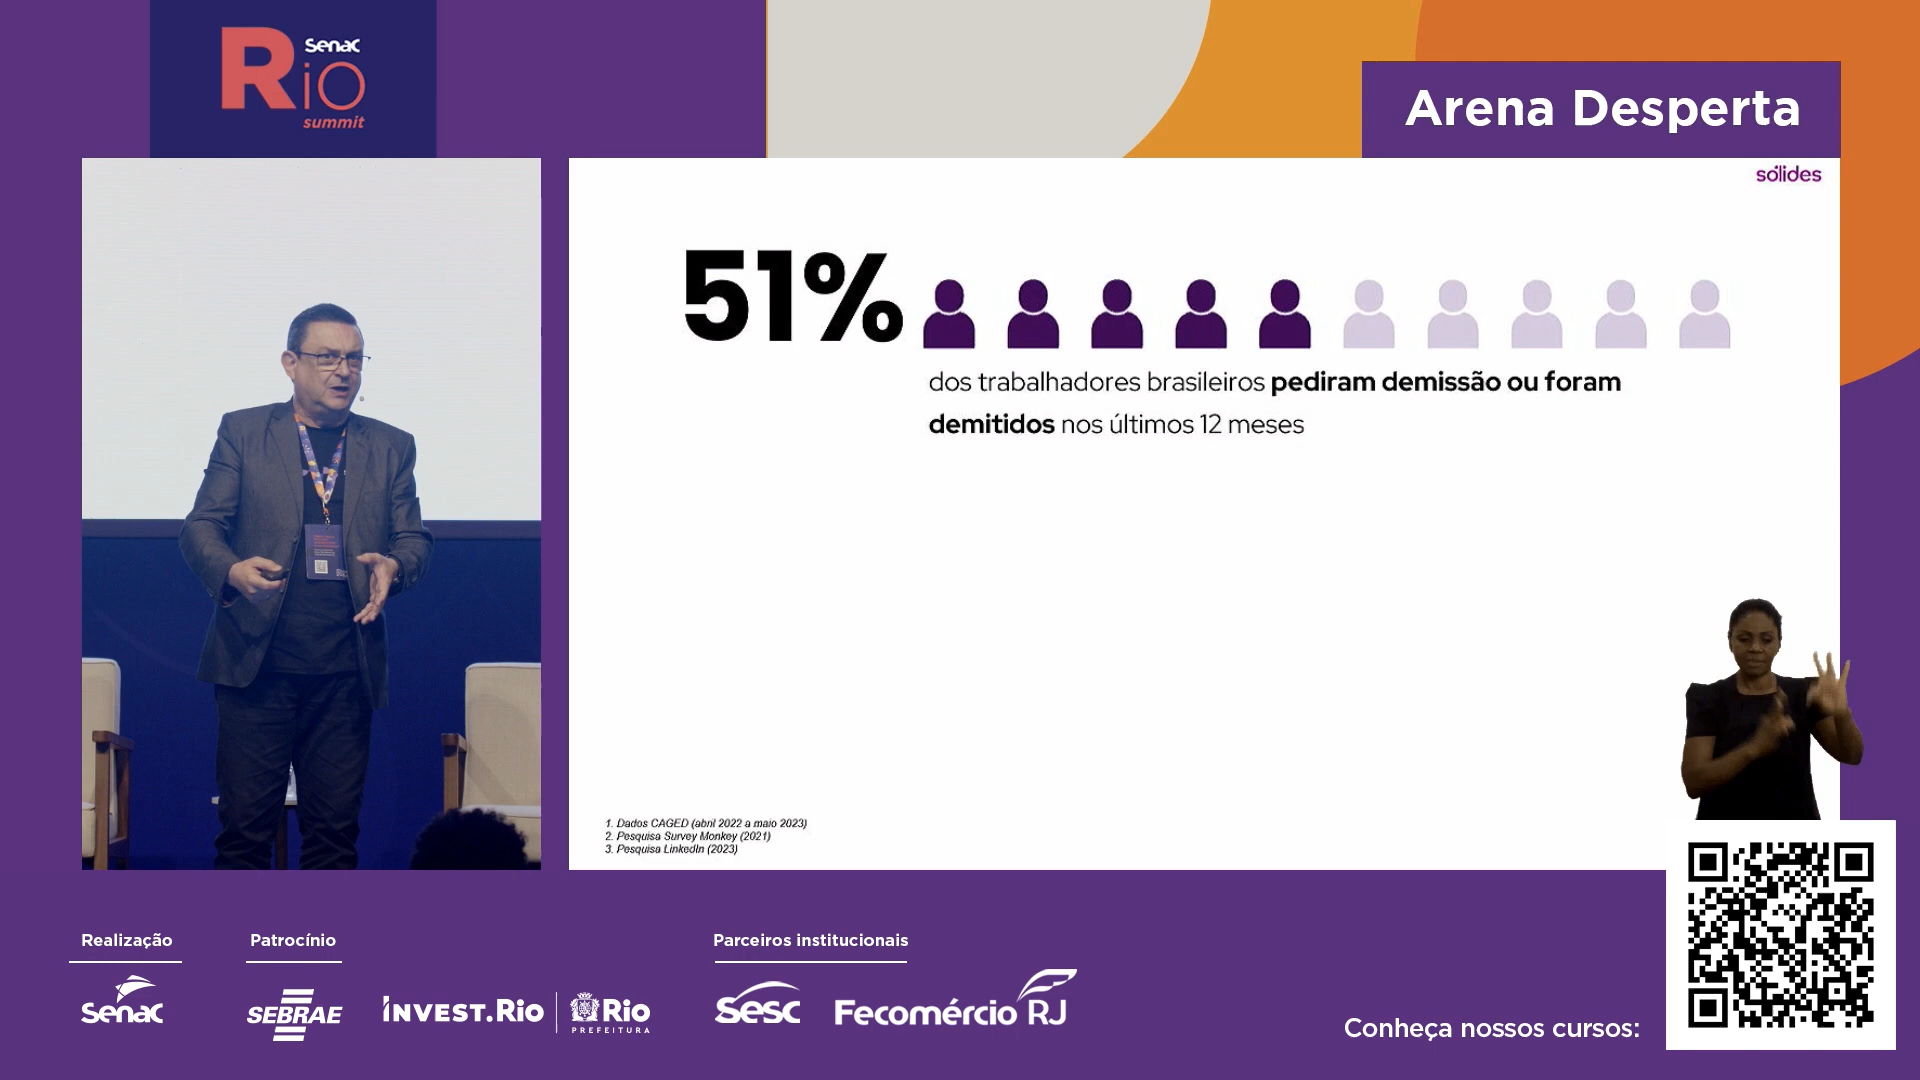 Senac
Rio
summit
Arena Desperta
sólides
51%
dos trabalhadores brasileiros pediram demissão ou foram
demitidos nos últimos 12 meses
1. Dados CAGED (abril 2022 a maio 2023)
2. Pesquisa Survey Monkey (2021)
3. Pesquisa LinkedIn (2023)
Realização
Patrocínio
Parceiros institucionais
Senac
SEBRAE
INVEST.Rio
Rio
PREFEITURA
Sesc
Fecomércio RJ
Conheça nossos cursos: